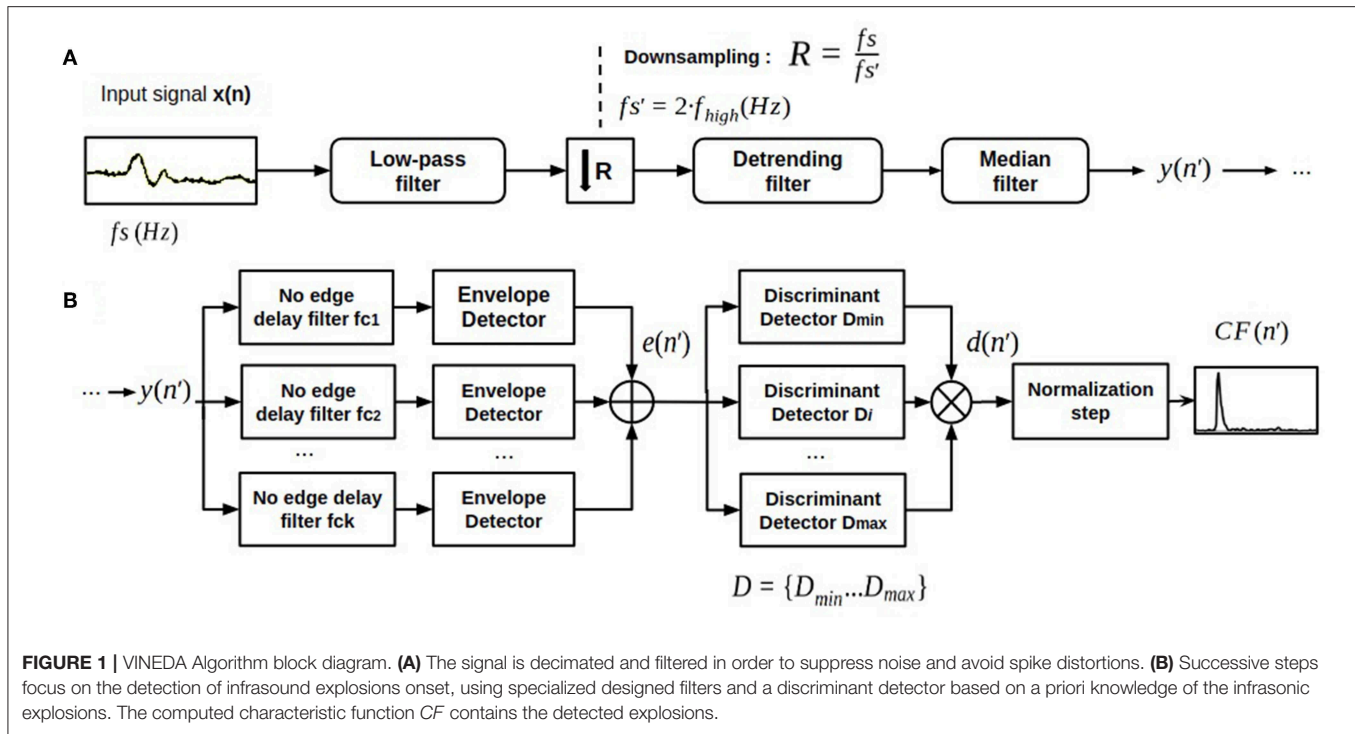 A
Downsampling : R = fs / fs'
Input signal x(n)
fs' = 2·f_high(Hz)
Low-pass filter
↓R
Detrending filter
Median filter
y(n')
...
fs (Hz)
B
No edge delay filter fc1
Envelope Detector
e(n')
Discriminant Detector Dmin
d(n')
CF(n')
...
y(n')
No edge delay filter fc2
Envelope Detector
Discriminant Detector Di
Normalization step
...
...
...
No edge delay filter fck
Envelope Detector
Discriminant Detector Dmax
D = {D_min...D_max}
FIGURE 1 | VINEDA Algorithm block diagram. (A) The signal is decimated and filtered in order to suppress noise and avoid spike distortions. (B) Successive steps
focus on the detection of infrasound explosions onset, using specialized designed filters and a discriminant detector based on a priori knowledge of the infrasonic
explosions. The computed characteristic function CF contains the detected explosions.